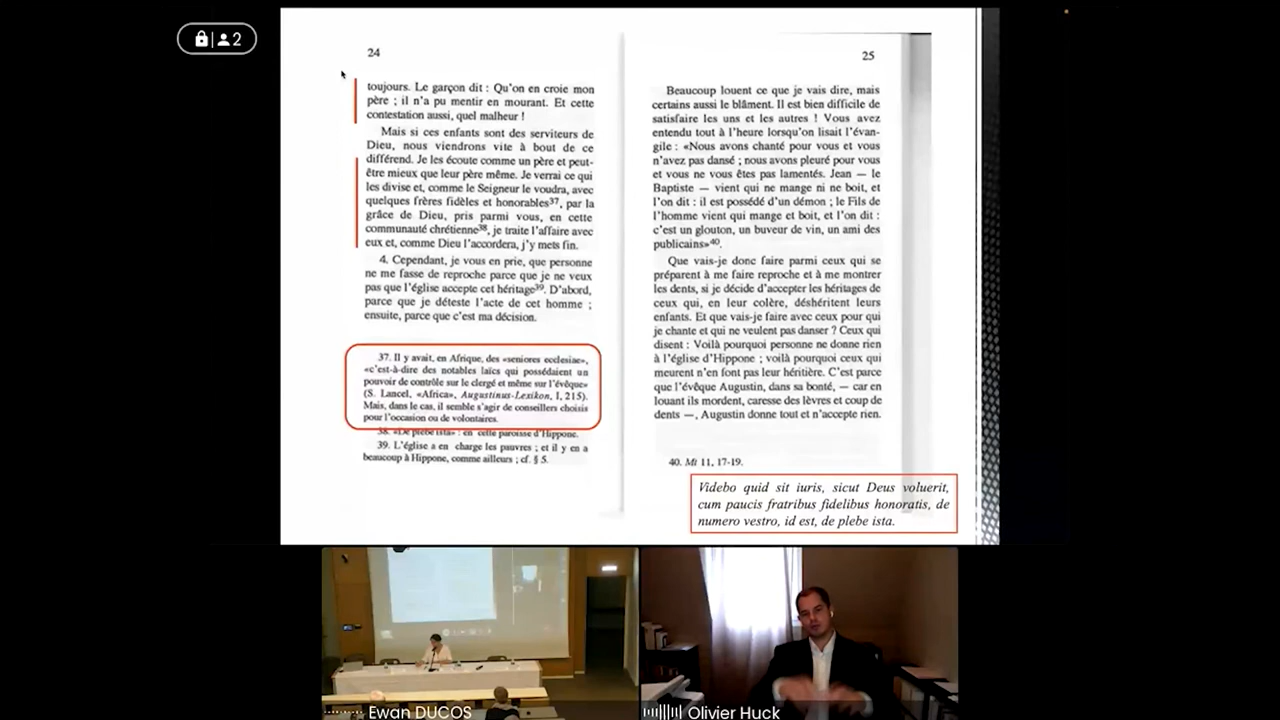 2
24
toujours. Le garçon dit : Qu'on en croie mon
père ; il n'a pu mentir en mourant. Et cette
contestation aussi, quel malheur !
Mais si ces enfants sont des serviteurs de
Dieu, nous viendrons vite à bout de ce
différend. Je les écoute comme un père et peut-
être mieux que leur père même. Je verrai ce qui
les divise et, comme le Seigneur le voudra, avec
quelques frères fidèles et honorables37, par la
grâce de Dieu, pris parmi vous, en cette
communauté chrétienne38, je traite l'affaire avec
eux et, comme Dieu l'accordera, j'y mets fin.
4. Cependant, je vous en prie, que personne
ne me fasse de reproche parce que je ne veux
pas que l'église accepte cet héritage39. D'abord,
parce que je déteste l'acte de cet homme ;
ensuite, parce que c'est ma décision.
37. Il y avait, en Afrique, des «seniores ecclesiae»,
«c'est-à-dire des notables laïcs qui possédaient un
pouvoir de contrôle sur le clergé et même sur l'évêque»
(S. Lancel, «Africa», Augustinus-Lexikon, I, 215).
Mais, dans le cas, il semble s'agir de conseillers choisis
pour l'occasion ou de volontaires.
38. «De plebe ista» : en cette paroisse d'Hippone.
39. L'église a en charge les pauvres ; et il y en a
beaucoup à Hippone, comme ailleurs ; cf. § 5.
25
Beaucoup louent ce que je vais dire, mais
certains aussi le blâment. Il est bien difficile de
satisfaire les uns et les autres ! Vous avez
entendu tout à l'heure lorsqu'on lisait l'évan-
gile : «Nous avons chanté pour vous et vous
n'avez pas dansé ; nous avons pleuré pour vous
et vous ne vous êtes pas lamentés. Jean — le
Baptiste — vient qui ne mange ni ne boit, et
l'on dit : il est possédé d'un démon ; le Fils de
l'homme vient qui mange et boit, et l'on dit :
c'est un glouton, un buveur de vin, un ami des
publicains»40.
Que vais-je donc faire parmi ceux qui se
préparent à me faire reproche et à me montrer
les dents, si je décide d'accepter les héritages de
ceux qui, en leur colère, déshéritent leurs
enfants. Et que vais-je faire avec ceux pour qui
je chante et qui ne veulent pas danser ? Ceux qui
disent : Voilà pourquoi personne ne donne rien
à l'église d'Hippone ; voilà pourquoi ceux qui
meurent n'en font pas leur héritière. C'est parce
que l'évêque Augustin, dans sa bonté, — car en
louant ils mordent, caresse des lèvres et coup de
dents —, Augustin donne tout et n'accepte rien.
40. Mt 11, 17-19.
Videbo quid sit iuris, sicut Deus voluerit,
cum paucis fratribus fidelibus honoratis, de
numero vestro, id est, de plebe ista.
Ewan DUCOS
Olivier Huck